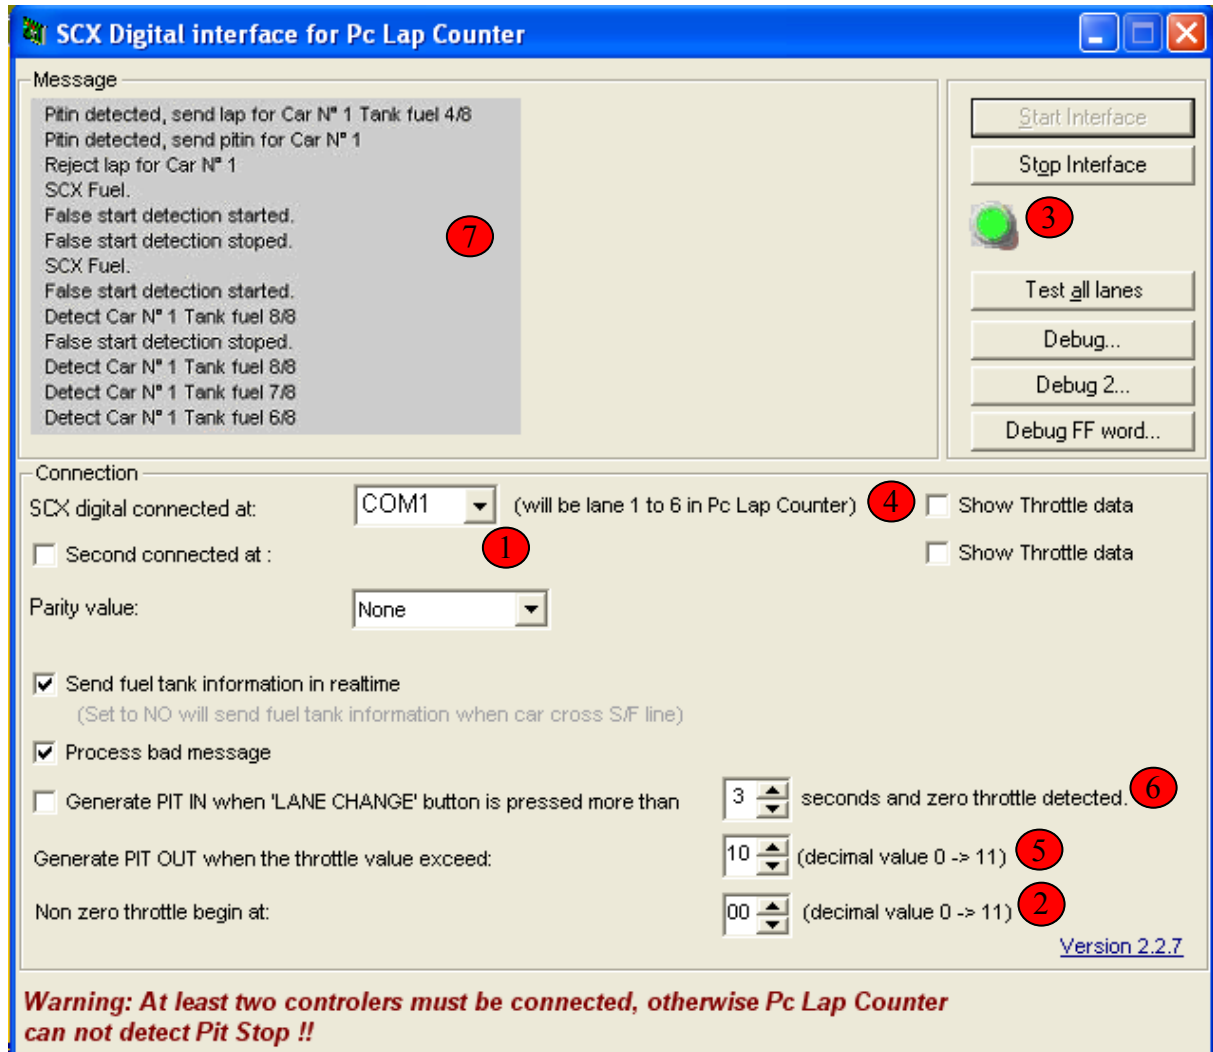 SCX Digital interface for Pc Lap Counter
Message
Pitin detected, send lap for Car N° 1 Tank fuel 4/8
Pitin detected, send pitin for Car N° 1
Reject lap for Car N° 1
SCX Fuel.
False start detection started.
False start detection stoped.
SCX Fuel.
False start detection started.
Detect Car N° 1 Tank fuel 8/8
False start detection stoped.
Detect Car N° 1 Tank fuel 8/8
Detect Car N° 1 Tank fuel 7/8
Detect Car N° 1 Tank fuel 6/8
7
Start Interface
Stop Interface
3
Test all lanes
Debug...
Debug 2...
Debug FF word...
Connection
SCX digital connected at: COM1 (will be lane 1 to 6 in Pc Lap Counter) 4 Show Throttle data
1
Second connected at : Show Throttle data
Parity value: None
Send fuel tank information in realtime
(Set to NO will send fuel tank information when car cross S/F line)
Process bad message
Generate PIT IN when 'LANE CHANGE' button is pressed more than 3 seconds and zero throttle detected. 6
Generate PIT OUT when the throttle value exceed: 10 (decimal value 0 -> 11) 5
Non zero throttle begin at: 00 (decimal value 0 -> 11) 2
Version 2.2.7
Warning: At least two controlers must be connected, otherwise Pc Lap Counter
can not detect Pit Stop !!